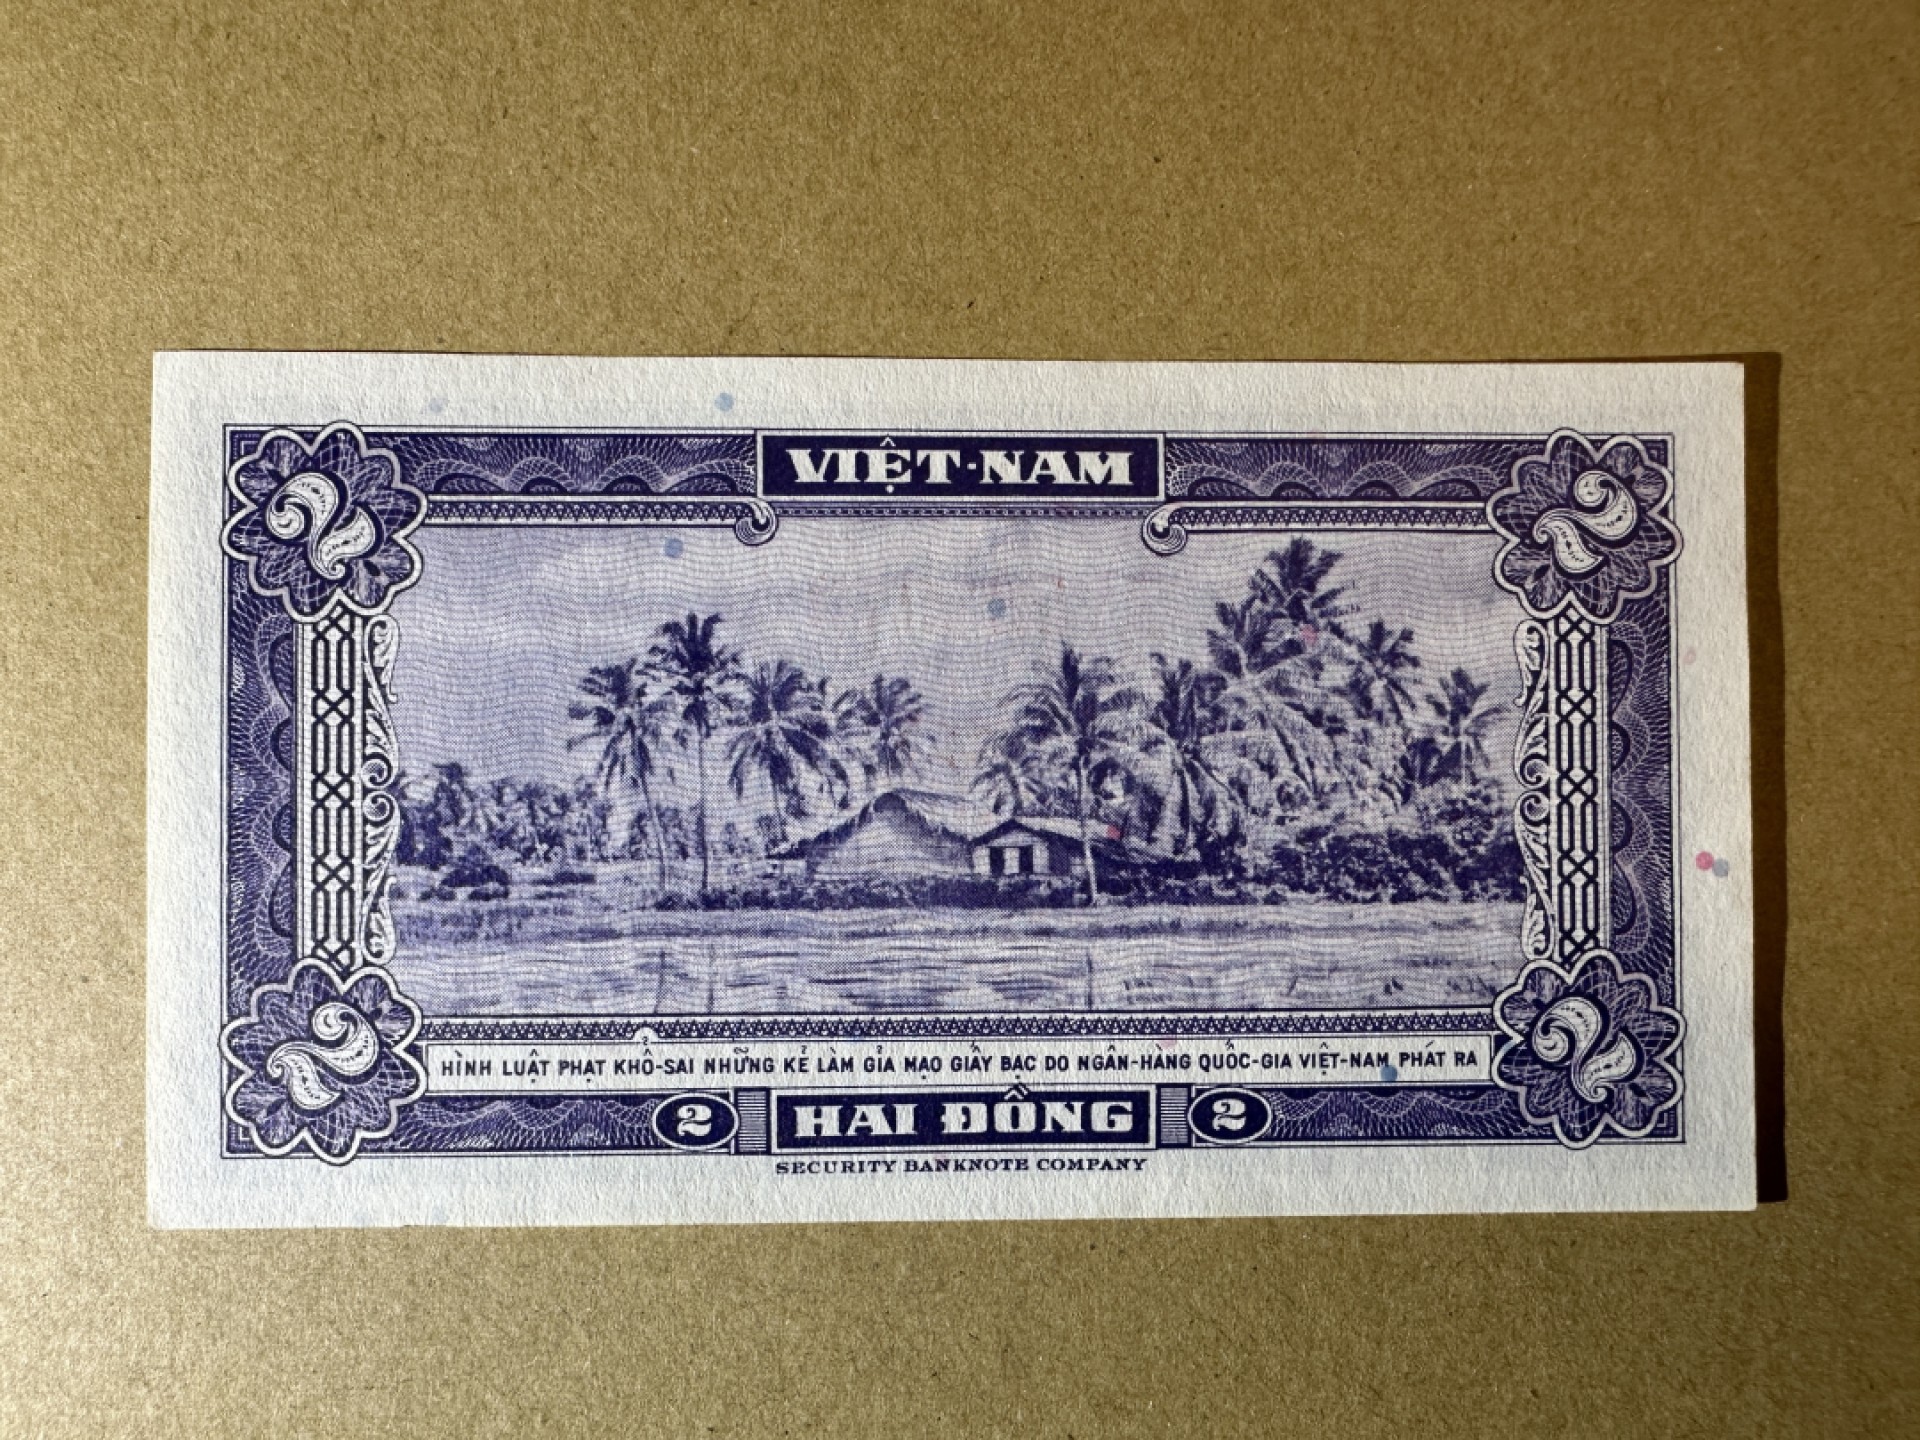 VIỆT-NAM
2 2
HÌNH LUẬT PHẠT KHỔ-SAI NHỮNG KẺ LÀM GIẢ MẠO GIẤY BẠC DO NGÂN-HÀNG QUỐC-GIA VIỆT-NAM PHÁT RA
2 2
2 HAI ĐỒNG 2
SECURITY BANKNOTE COMPANY